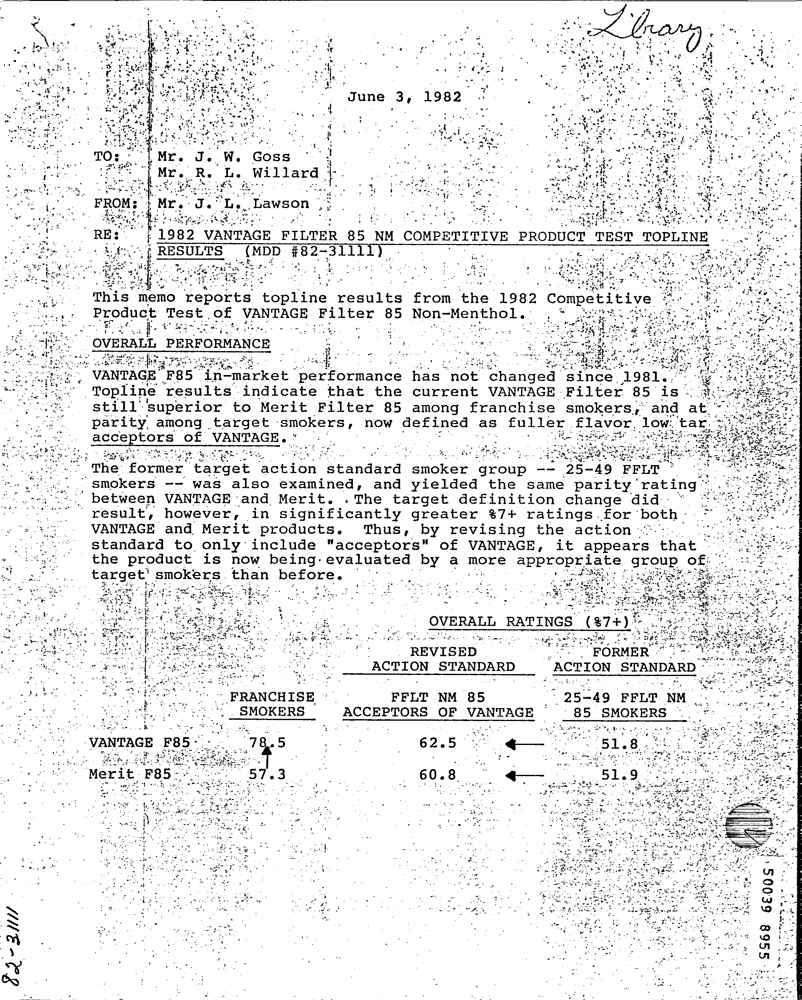 Library
June 3, 1982
TO: Mr. J. W. Goss
Mr. R. L. Willard
FROM: Mr. J. L. Lawson
RE: 1982 VANTAGE FILTER 85 NM COMPETITIVE PRODUCT TEST TOPLINE
RESULTS (MDD #82-31111)
This memo reports topline results from the 1982 Competitive
Product Test of VANTAGE Filter 85 Non-Menthol.
OVERALL PERFORMANCE
VANTAGE F85 in-market performance has not changed since 1981.
Topline results indicate that the current VANTAGE Filter 85 is
still superior to Merit Filter 85 among franchise smokers, and at
parity among target smokers, now defined as fuller flavor low tar
acceptors of VANTAGE.
The former target action standard smoker group -- 25-49 FFLT
smokers -- was also examined, and yielded the same parity rating
between VANTAGE and Merit. The target definition change did
result, however, in significantly greater %7+ ratings for both
VANTAGE and Merit products. Thus, by revising the action
standard to only include "acceptors" of VANTAGE, it appears that
the product is now being evaluated by a more appropriate group of
target smokers than before.
OVERALL RATINGS (%7+)
REVISED FORMER
ACTION STANDARD ACTION STANDARD
FRANCHISE FFLT NM 85 25-49 FFLT NM
SMOKERS ACCEPTORS OF VANTAGE 85 SMOKERS
VANTAGE F85 78.5 62.5 51.8
Merit F85 57.3 60.8 51.9
50039 8955
82-31111